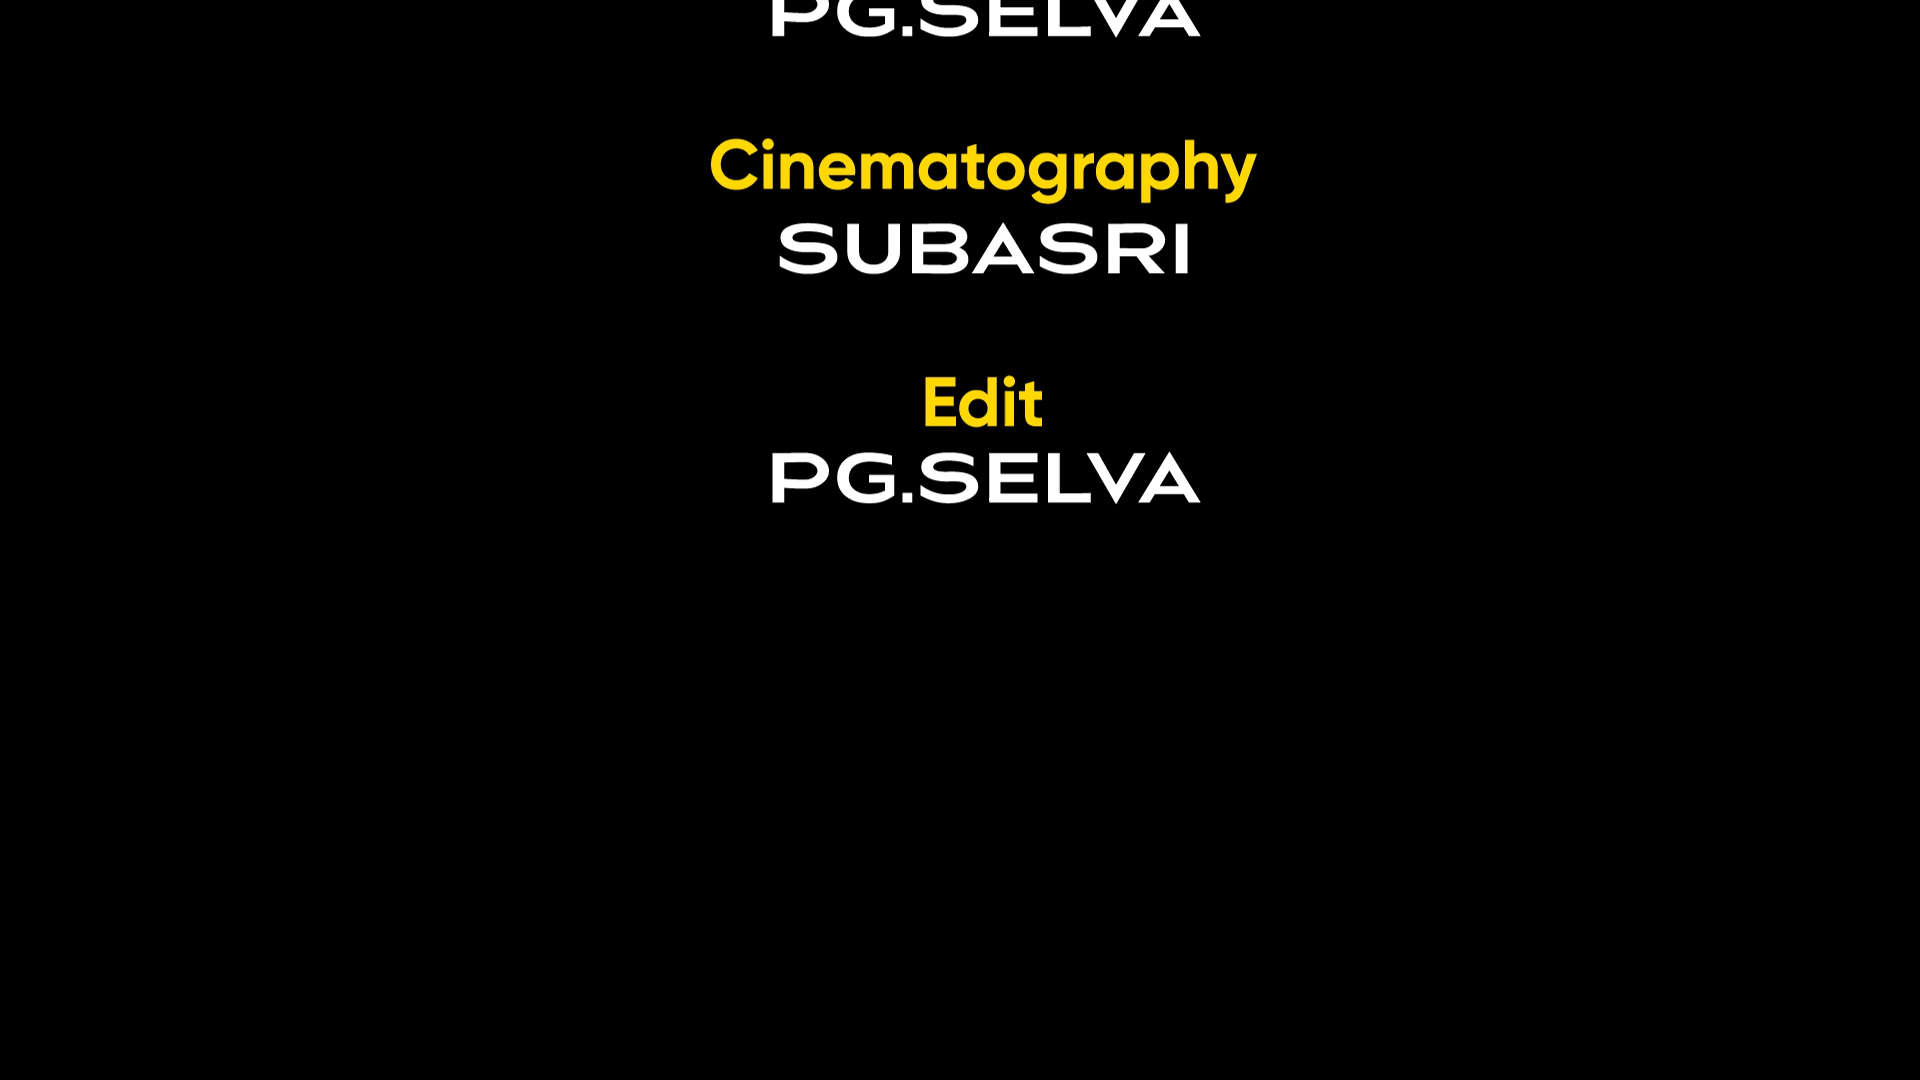 PG.SELVA
Cinematography
SUBASRI
Edit
PG.SELVA